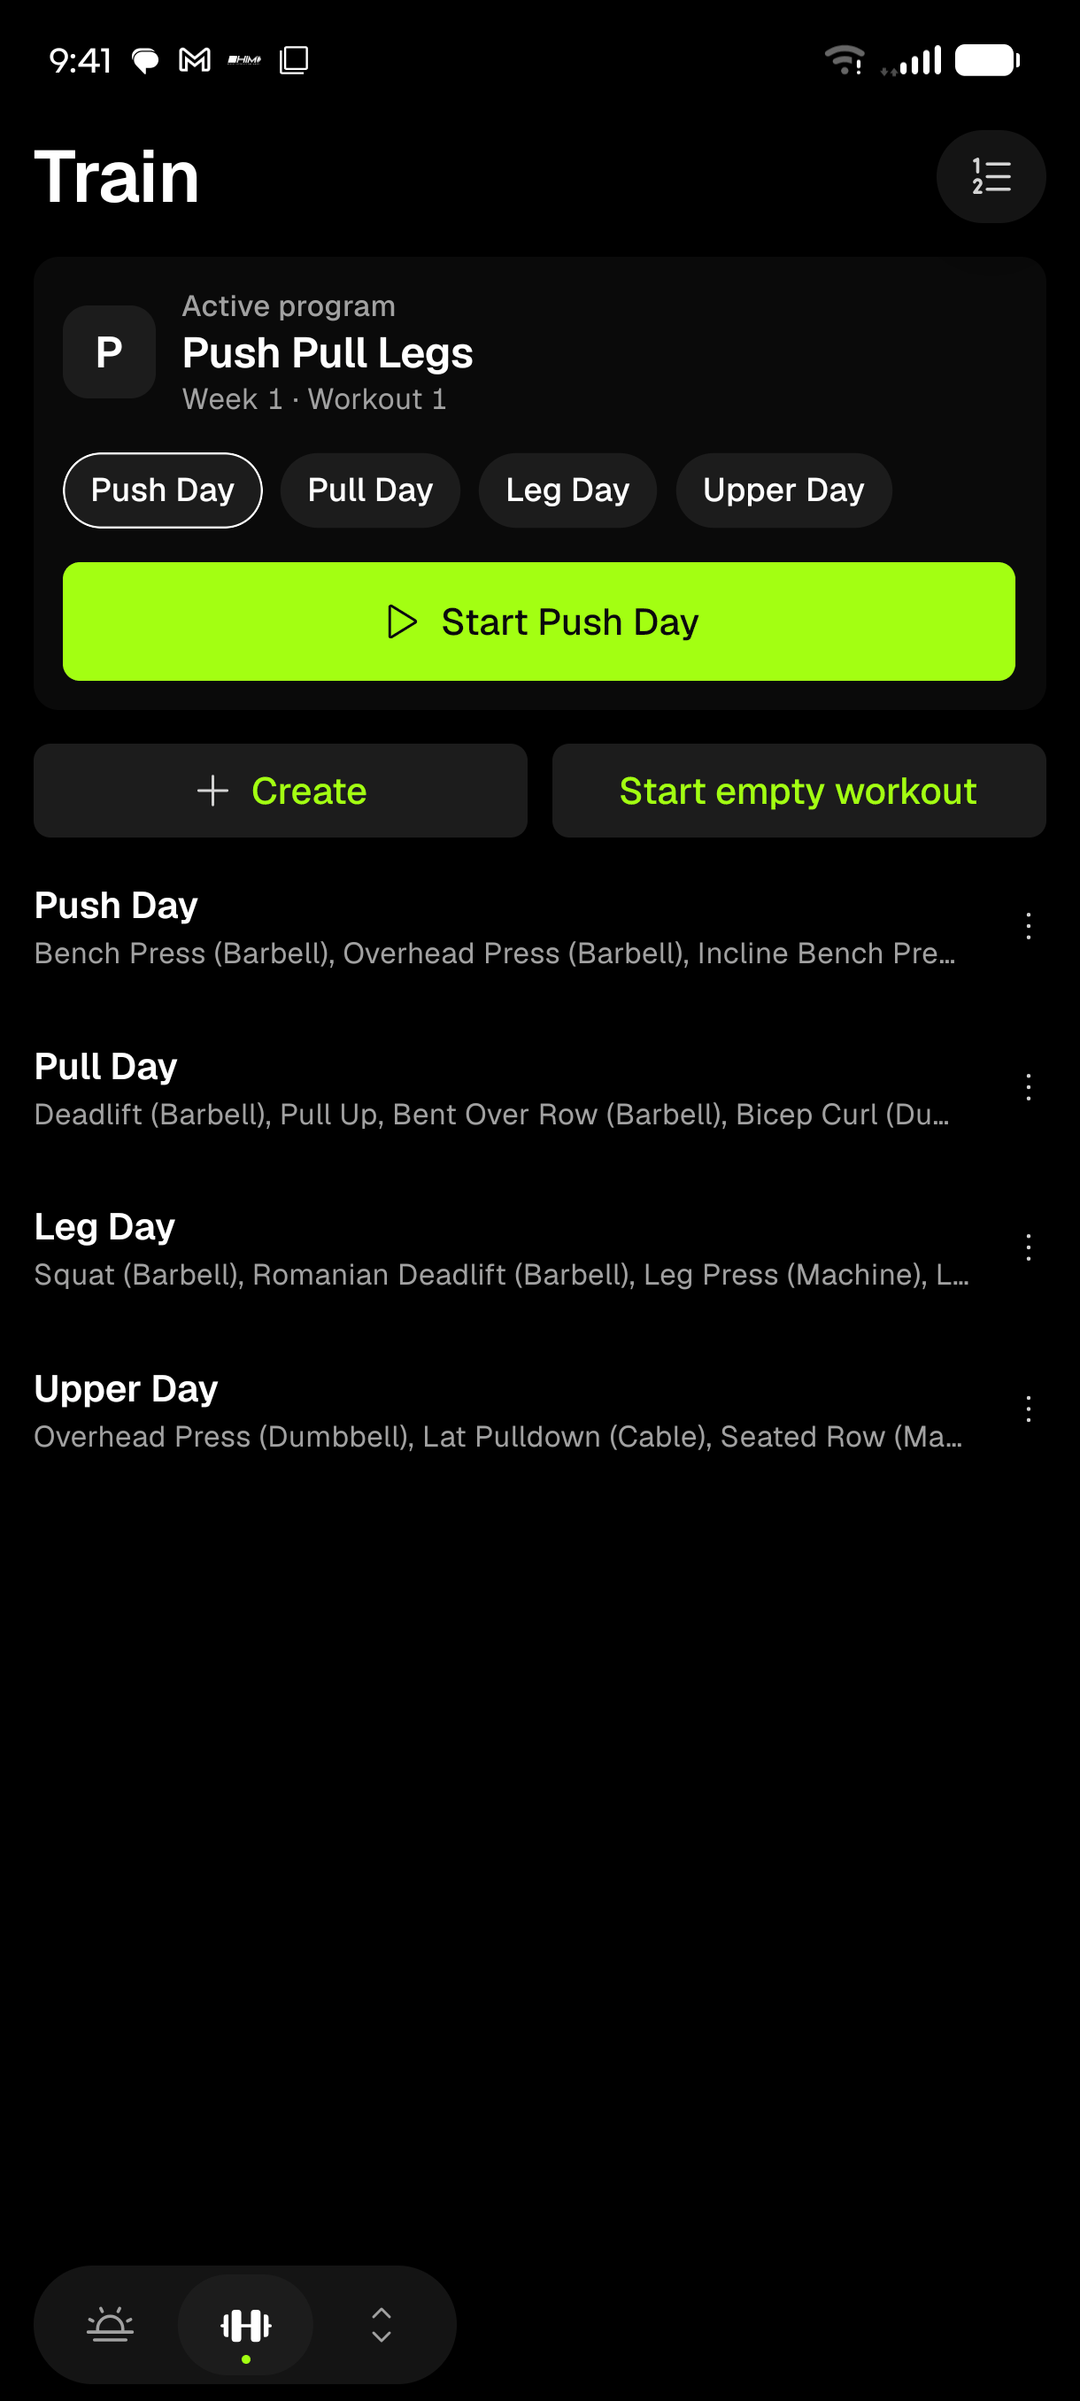 9:41
Train
1
2
Active program
P
Push Pull Legs
Week 1 · Workout 1
Push Day
Pull Day
Leg Day
Upper Day
Start Push Day
Create
Start empty workout
Push Day
Bench Press (Barbell), Overhead Press (Barbell), Incline Bench Pre...
Pull Day
Deadlift (Barbell), Pull Up, Bent Over Row (Barbell), Bicep Curl (Du...
Leg Day
Squat (Barbell), Romanian Deadlift (Barbell), Leg Press (Machine), L...
Upper Day
Overhead Press (Dumbbell), Lat Pulldown (Cable), Seated Row (Ma...